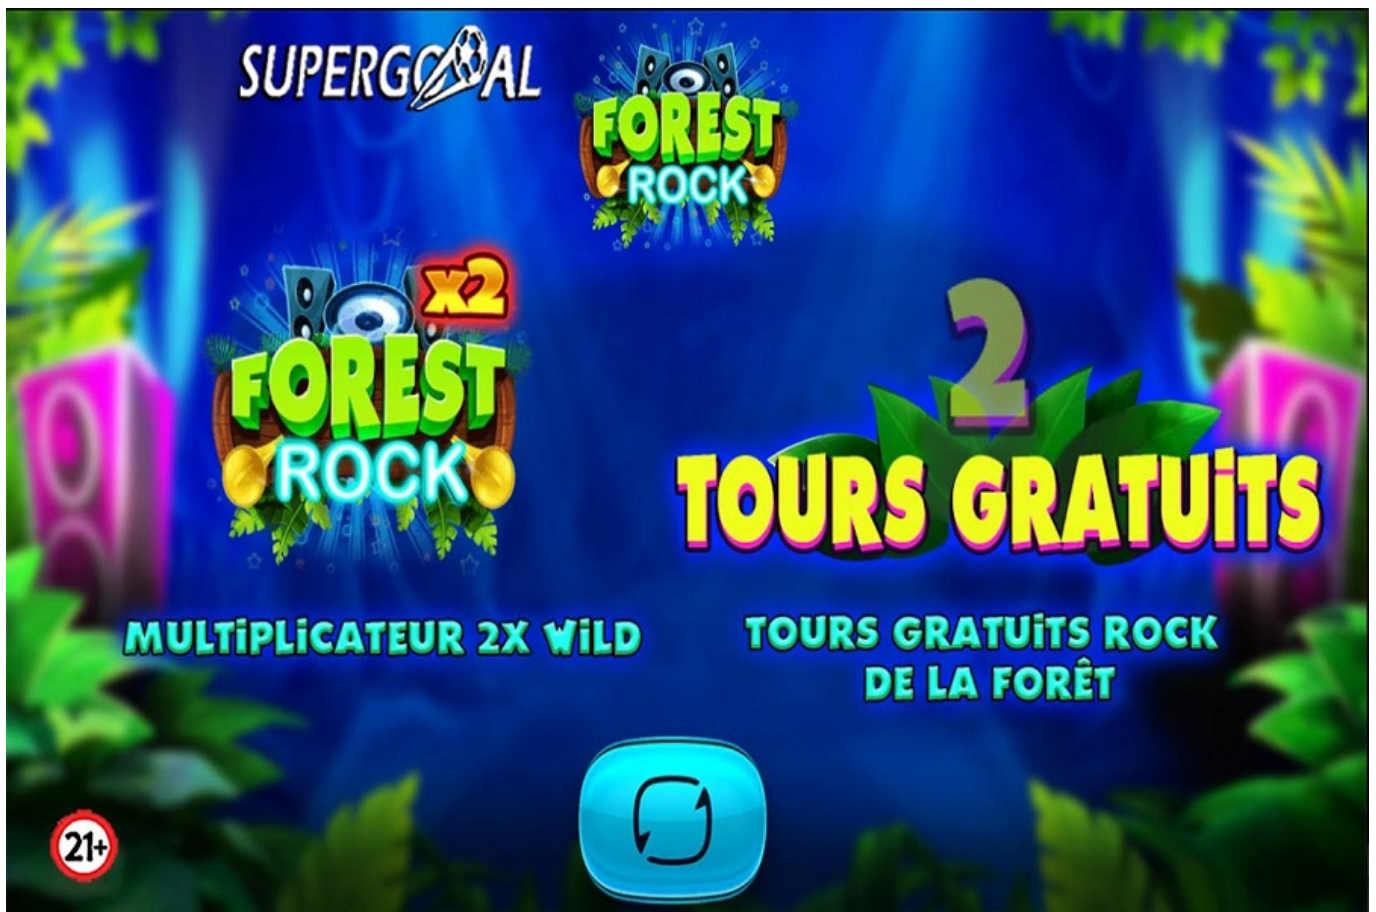 SUPERGOAL
FOREST
ROCK
x2
FOREST
ROCK
2
TOURS GRATUiTS
MULTiPLiCATEUR 2X WiLD
TOURS GRATUiTS ROCK
DE LA FORÊT
21+